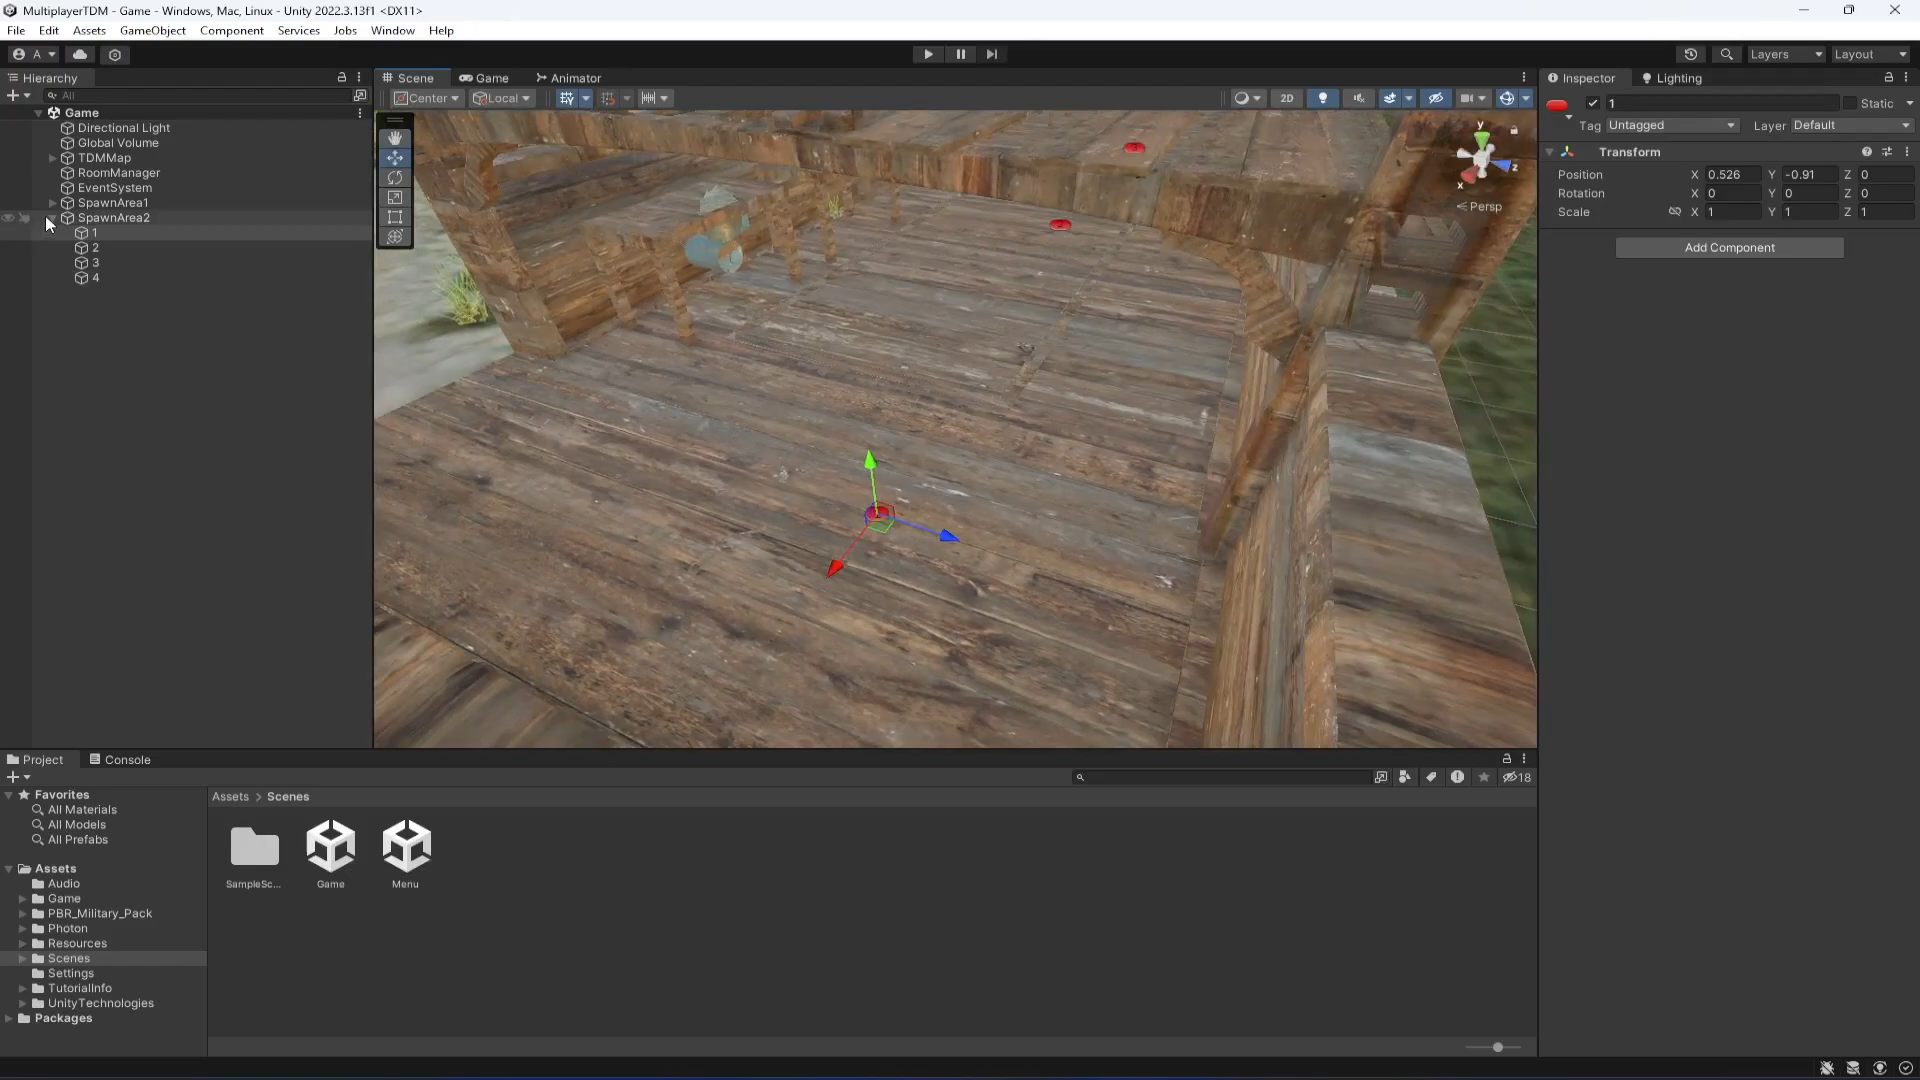 MultiplayerTDM - Game - Windows, Mac, Linux - Unity 2022.3.13f1 <DX11>
File Edit Assets GameObject Component Services Jobs Window Help
A Layers Layout
Hierarchy
All
Game
Directional Light
Global Volume
TDMMap
RoomManager
EventSystem
SpawnArea1
SpawnArea2
1
2
3
4
Scene Game Animator
Center Local 2D
y
z
x
Persp
Inspector Lighting
1 Static
Tag Untagged Layer Default
Transform
Position X 0.526 Y -0.91 Z 0
Rotation X 0 Y 0 Z 0
Scale X 1 Y 1 Z 1
Add Component
Project Console
18
Favorites
All Materials
All Models
All Prefabs
Assets
Audio
Game
PBR_Military_Pack
Photon
Resources
Scenes
Settings
TutorialInfo
UnityTechnologies
Packages
Assets > Scenes
SampleSc... Game Menu